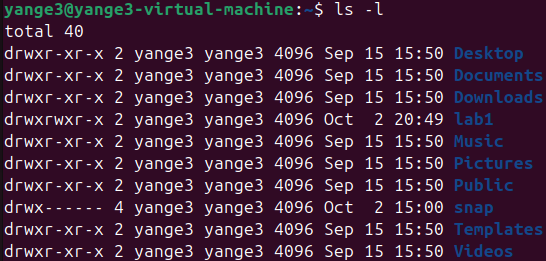 yange3@yange3-virtual-machine:~$ ls -l
total 40
drwxr-xr-x 2 yange3 yange3 4096 Sep 15 15:50 Desktop
drwxr-xr-x 2 yange3 yange3 4096 Sep 15 15:50 Documents
drwxr-xr-x 2 yange3 yange3 4096 Sep 15 15:50 Downloads
drwxrwxr-x 2 yange3 yange3 4096 Oct  2 20:49 lab1
drwxr-xr-x 2 yange3 yange3 4096 Sep 15 15:50 Music
drwxr-xr-x 2 yange3 yange3 4096 Sep 15 15:50 Pictures
drwxr-xr-x 2 yange3 yange3 4096 Sep 15 15:50 Public
drwx------ 4 yange3 yange3 4096 Oct  2 15:00 snap
drwxr-xr-x 2 yange3 yange3 4096 Sep 15 15:50 Templates
drwxr-xr-x 2 yange3 yange3 4096 Sep 15 15:50 Videos